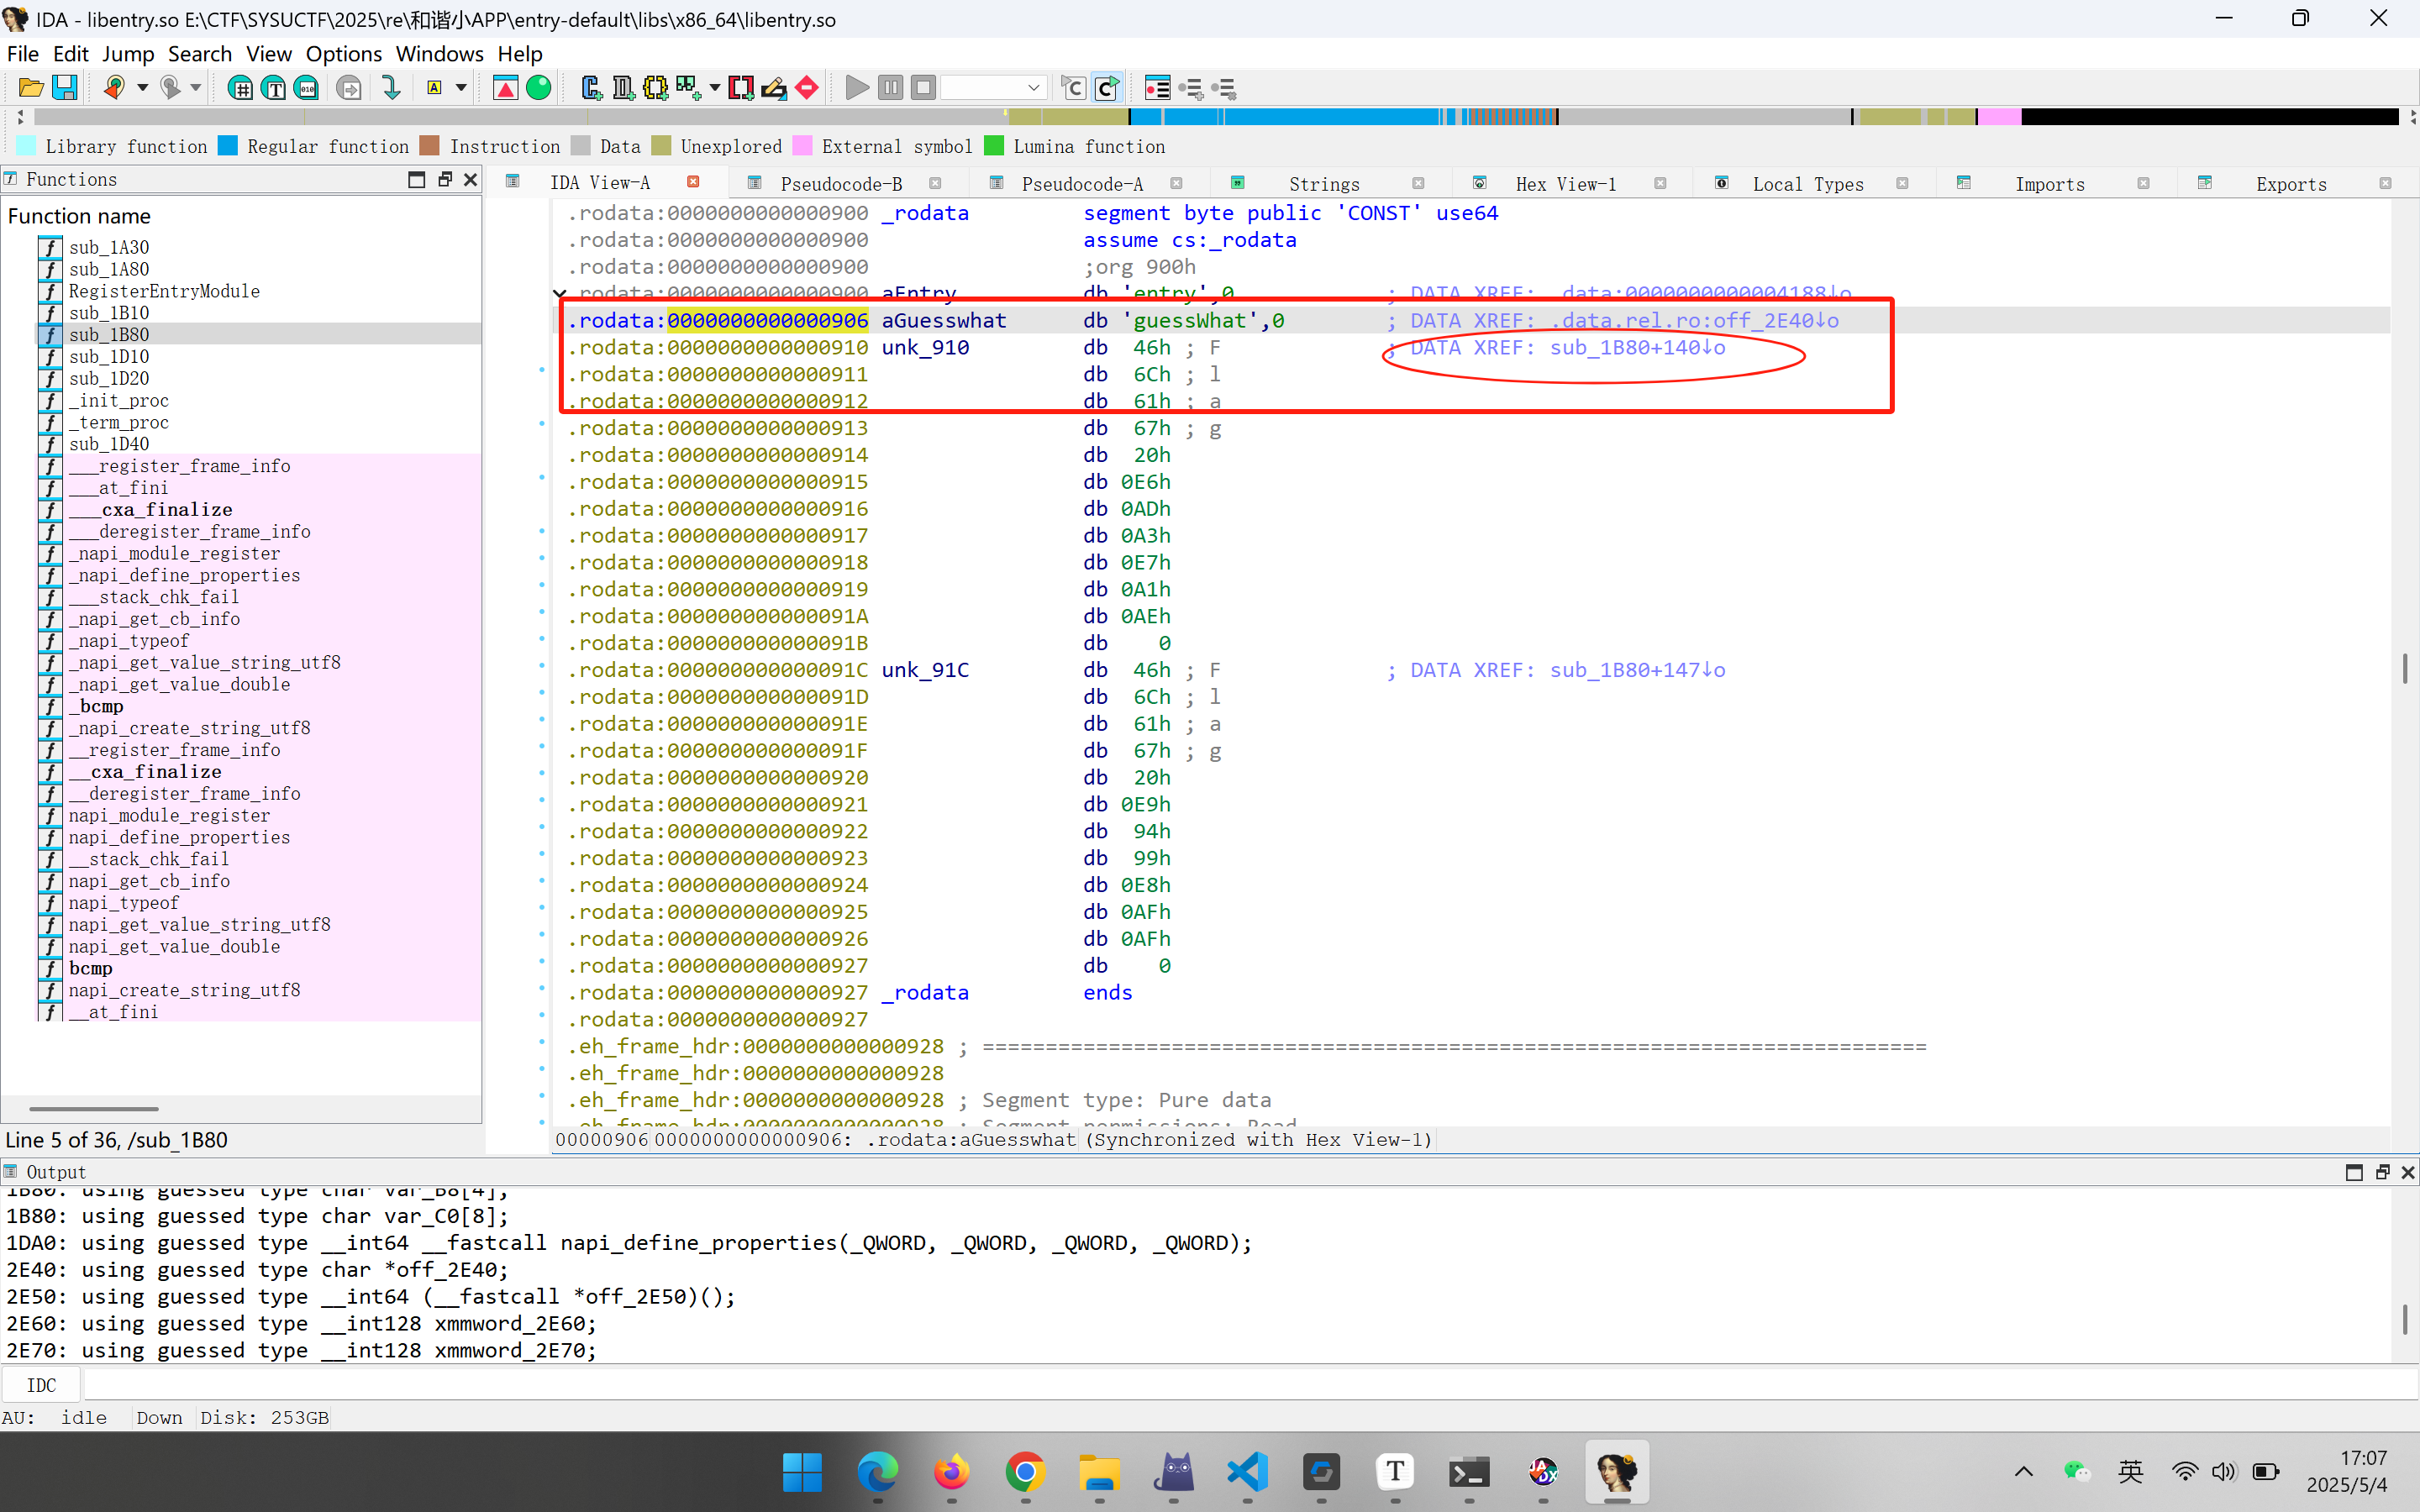 IDA - libentry.so E:\CTF\SYSUCTF\2025\re\和谐小APP\entry-default\libs\x86_64\libentry.so
File Edit Jump Search View Options Windows Help
Library function Regular function Instruction Data Unexplored External symbol Lumina function
Functions
IDA View-A Pseudocode-B Pseudocode-A Strings Hex View-1 Local Types Imports Exports
Function name
sub_1A30
sub_1A80
RegisterEntryModule
sub_1B10
sub_1B80
sub_1D10
sub_1D20
_init_proc
_term_proc
sub_1D40
___register_frame_info
___at_fini
___cxa_finalize
___deregister_frame_info
_napi_module_register
_napi_define_properties
___stack_chk_fail
_napi_get_cb_info
_napi_typeof
_napi_get_value_string_utf8
_napi_get_value_double
_bcmp
_napi_create_string_utf8
__register_frame_info
__cxa_finalize
__deregister_frame_info
napi_module_register
napi_define_properties
__stack_chk_fail
napi_get_cb_info
napi_typeof
napi_get_value_string_utf8
napi_get_value_double
bcmp
napi_create_string_utf8
__at_fini
Line 5 of 36, /sub_1B80
.rodata:0000000000000900 _rodata segment byte public 'CONST' use64
.rodata:0000000000000900 assume cs:_rodata
.rodata:0000000000000900 ;org 900h
.rodata:0000000000000900 aEntry db 'entry',0 ; DATA XREF: .data:0000000000004188↓o
.rodata:0000000000000906 aGuesswhat db 'guessWhat',0 ; DATA XREF: .data.rel.ro:off_2E40↓o
.rodata:0000000000000910 unk_910 db 46h ; F ; DATA XREF: sub_1B80+140↓o
.rodata:0000000000000911 db 6Ch ; l
.rodata:0000000000000912 db 61h ; a
.rodata:0000000000000913 db 67h ; g
.rodata:0000000000000914 db 20h
.rodata:0000000000000915 db 0E6h
.rodata:0000000000000916 db 0ADh
.rodata:0000000000000917 db 0A3h
.rodata:0000000000000918 db 0E7h
.rodata:0000000000000919 db 0A1h
.rodata:000000000000091A db 0AEh
.rodata:000000000000091B db 0
.rodata:000000000000091C unk_91C db 46h ; F ; DATA XREF: sub_1B80+147↓o
.rodata:000000000000091D db 6Ch ; l
.rodata:000000000000091E db 61h ; a
.rodata:000000000000091F db 67h ; g
.rodata:0000000000000920 db 20h
.rodata:0000000000000921 db 0E9h
.rodata:0000000000000922 db 94h
.rodata:0000000000000923 db 99h
.rodata:0000000000000924 db 0E8h
.rodata:0000000000000925 db 0AFh
.rodata:0000000000000926 db 0AFh
.rodata:0000000000000927 db 0
.rodata:0000000000000927 _rodata ends
.rodata:0000000000000927
.eh_frame_hdr:0000000000000928 ; ===========================================================================
.eh_frame_hdr:0000000000000928
.eh_frame_hdr:0000000000000928 ; Segment type: Pure data
.eh_frame_hdr:0000000000000928 ; Segment permissions: Read
00000906 0000000000000906: .rodata:aGuesswhat (Synchronized with Hex View-1)
Output
1B80: using guessed type char var_B8[4];
1B80: using guessed type char var_C0[8];
1DA0: using guessed type __int64 __fastcall napi_define_properties(_QWORD, _QWORD, _QWORD, _QWORD);
2E40: using guessed type char *off_2E40;
2E50: using guessed type __int64 (__fastcall *off_2E50)();
2E60: using guessed type __int128 xmmword_2E60;
2E70: using guessed type __int128 xmmword_2E70;
IDC
AU: idle Down Disk: 253GB
英
17:07
2025/5/4